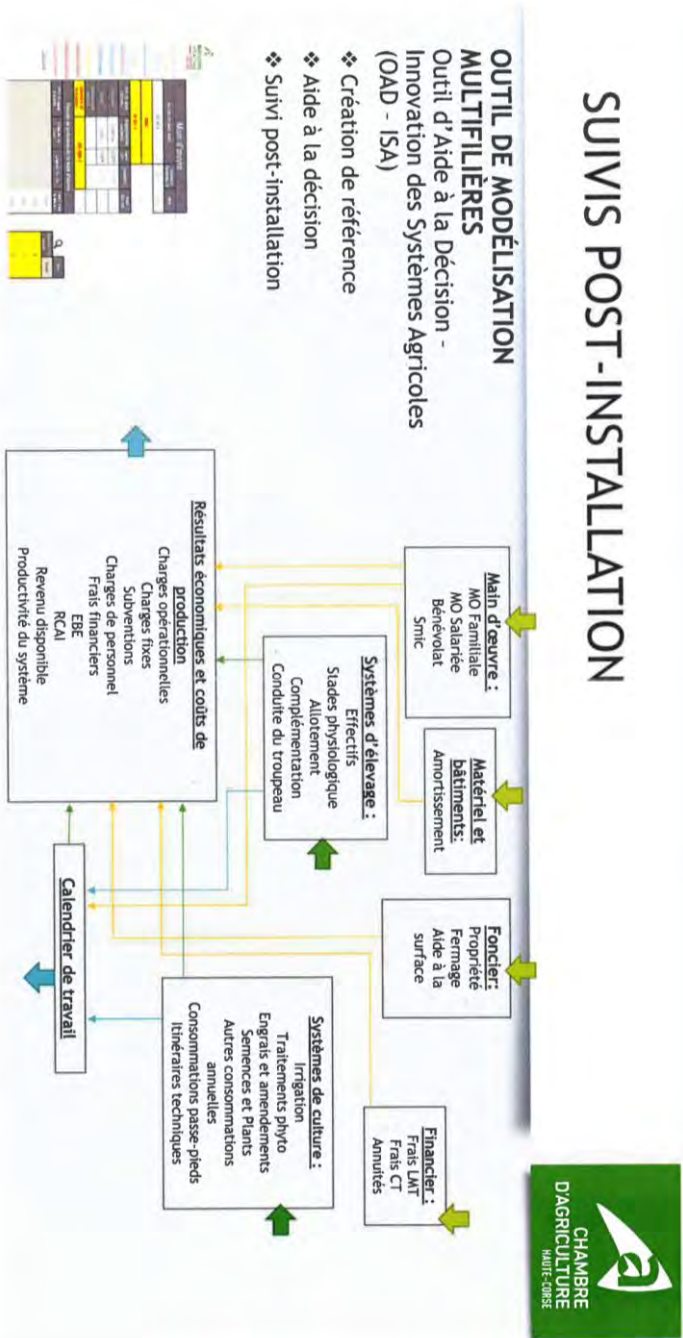 SUIVIS POST-INSTALLATION
CHAMBRE
D'AGRICULTURE
HAUTE-CORSE
OUTIL DE MODÉLISATION
MULTIFILIÈRES
Outil d'Aide à la Décision -
Innovation des Systèmes Agricoles
(OAD - ISA)
❖ Création de référence
❖ Aide à la décision
❖ Suivi post-installation
Main d'œuvre :
MO Familiale
MO Salariée
Bénévolat
Smic
Matériel et
bâtiments:
Amortissement
Foncier:
Propriété
Fermage
Aide à la
surface
Financier :
Frais LMT
Frais CT
Annuités
Systèmes d'élevage :
Effectifs
Stades physiologique
Allotement
Complémentation
Conduite du troupeau
Systèmes de culture :
Irrigation
Traitements phyto
Engrais et amendements
Semences et Plants
Autres consommations
annuelles
Consommations passe-pieds
Itinéraires techniques
Résultats économiques et coûts de
production
Charges opérationnelles
Charges fixes
Subventions
Charges de personnel
Frais financiers
EBE
RCAI
Revenu disponible
Productivité du système
Calendrier de travail